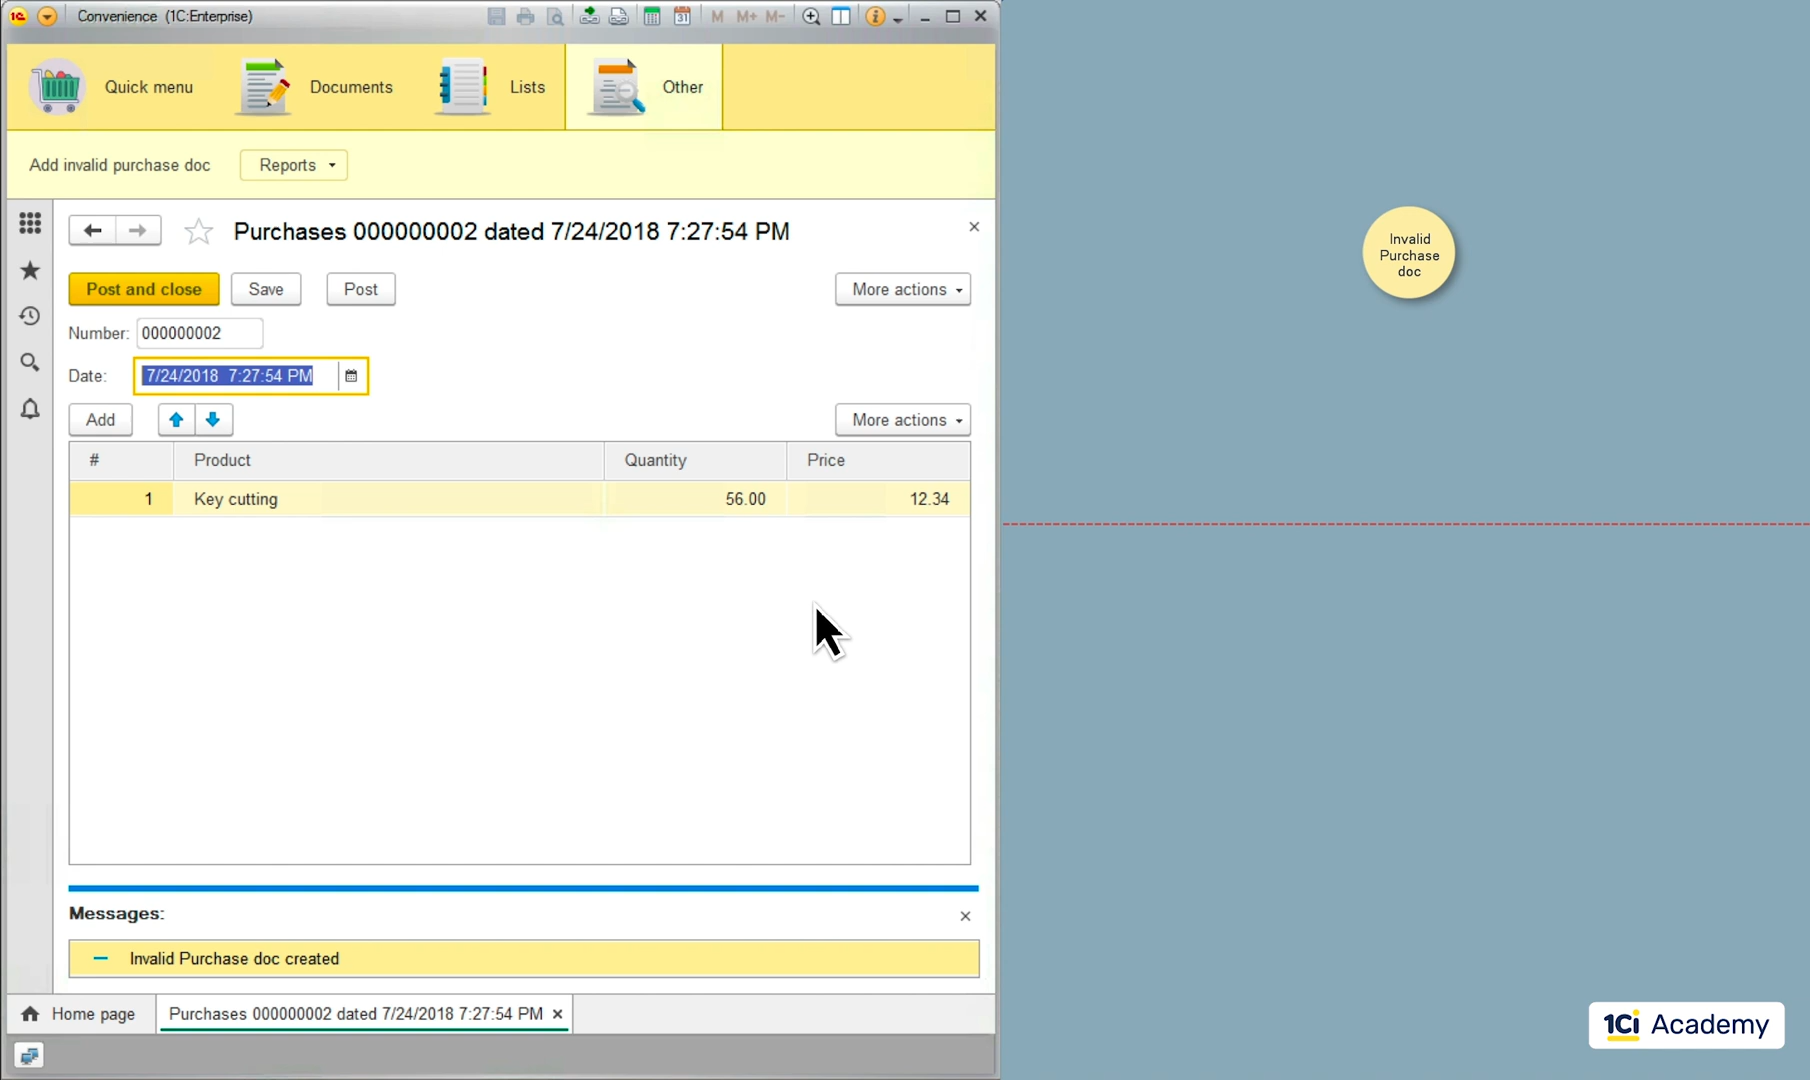 Convenience (1C:Enterprise)
31
M M+ M-
Quick menu
Documents
Lists
Other
Add invalid purchase doc
Reports
Purchases 000000002 dated 7/24/2018 7:27:54 PM
Post and close
Save
Post
More actions
Number: 000000002
Date: 7/24/2018 7:27:54 PM
Add
More actions
# Product Quantity Price
1 Key cutting 56.00 12.34
Messages:
Invalid Purchase doc created
Home page
Purchases 000000002 dated 7/24/2018 7:27:54 PM
Invalid
Purchase
doc
1Ci Academy